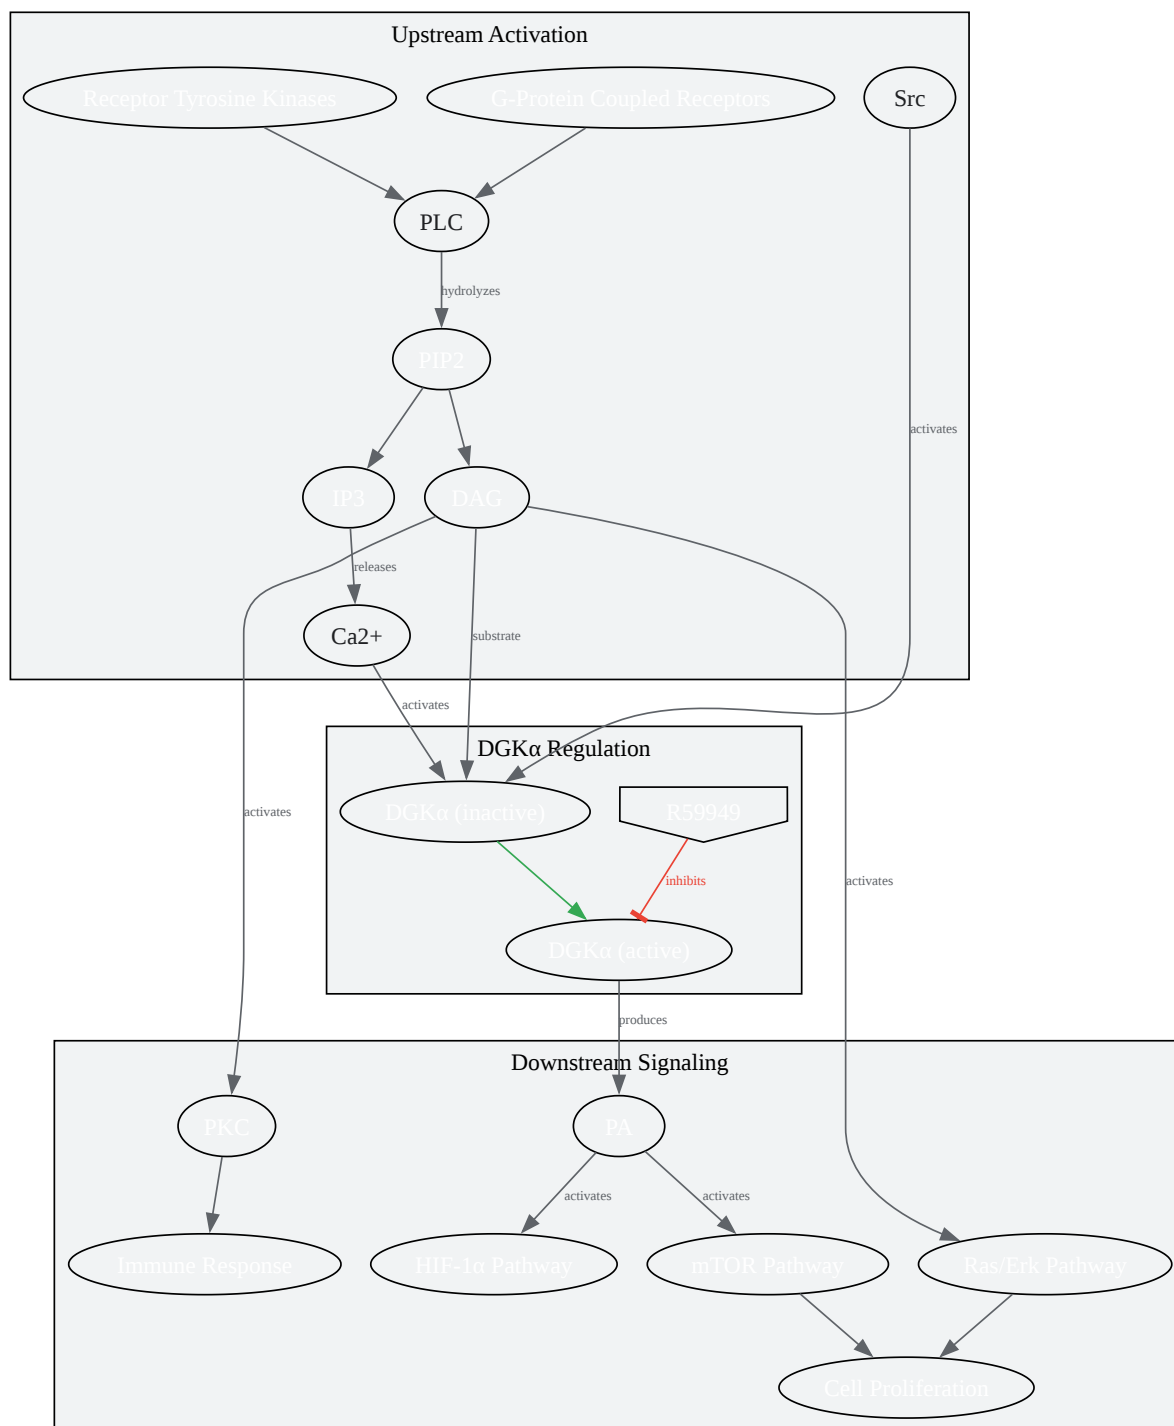 Upstream Activation
Receptor Tyrosine Kinases
G-Protein Coupled Receptors
Src
PLC
hydrolyzes
PIP2
activates
IP3
DAG
releases
Ca2+
substrate
activates
DGKα Regulation
DGKα (inactive)
R59949
activates
inhibits
activates
DGKα (active)
produces
Downstream Signaling
PKC
PA
activates
activates
Immune Response
HIF-1α Pathway
mTOR Pathway
Ras/Erk Pathway
Cell Proliferation